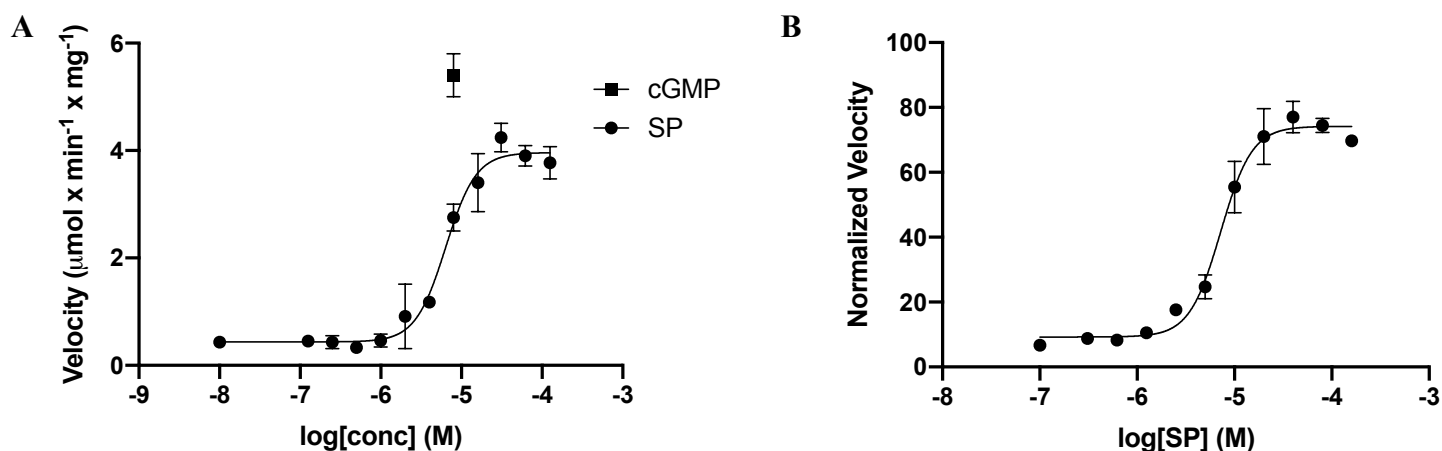 A
Velocity (μmol x min⁻¹ x mg⁻¹)
6
4
2
0
-9
-8
-7
-6
-5
-4
-3
log[conc] (M)
cGMP
SP
B
Normalized Velocity
100
80
60
40
20
0
-8
-7
-6
-5
-4
-3
log[SP] (M)